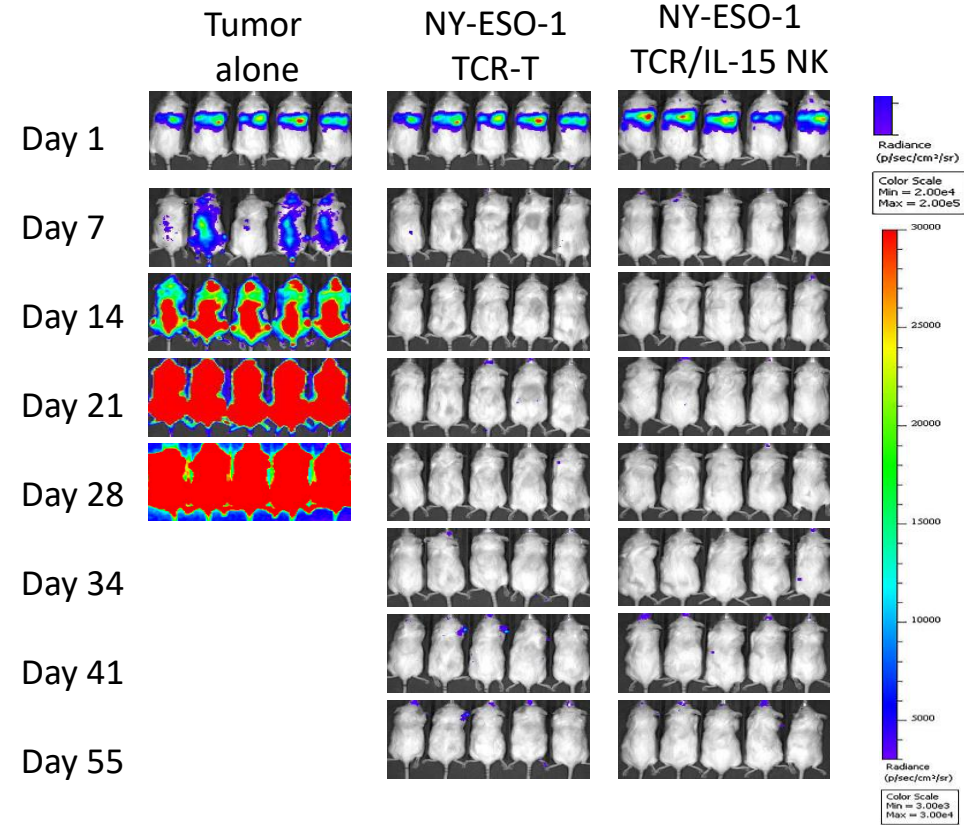 Tumor
alone
NY-ESO-1
TCR-T
NY-ESO-1
TCR/IL-15 NK
Day 1
Day 7
Day 14
Day 21
Day 28
Day 34
Day 41
Day 55
Radiance
(p/sec/cm²/sr)
Color Scale
Min = 2.00e4
Max = 2.00e5
30000
25000
20000
15000
10000
5000
Radiance
(p/sec/cm²/sr)
Color Scale
Min = 3.00e3
Max = 3.00e4